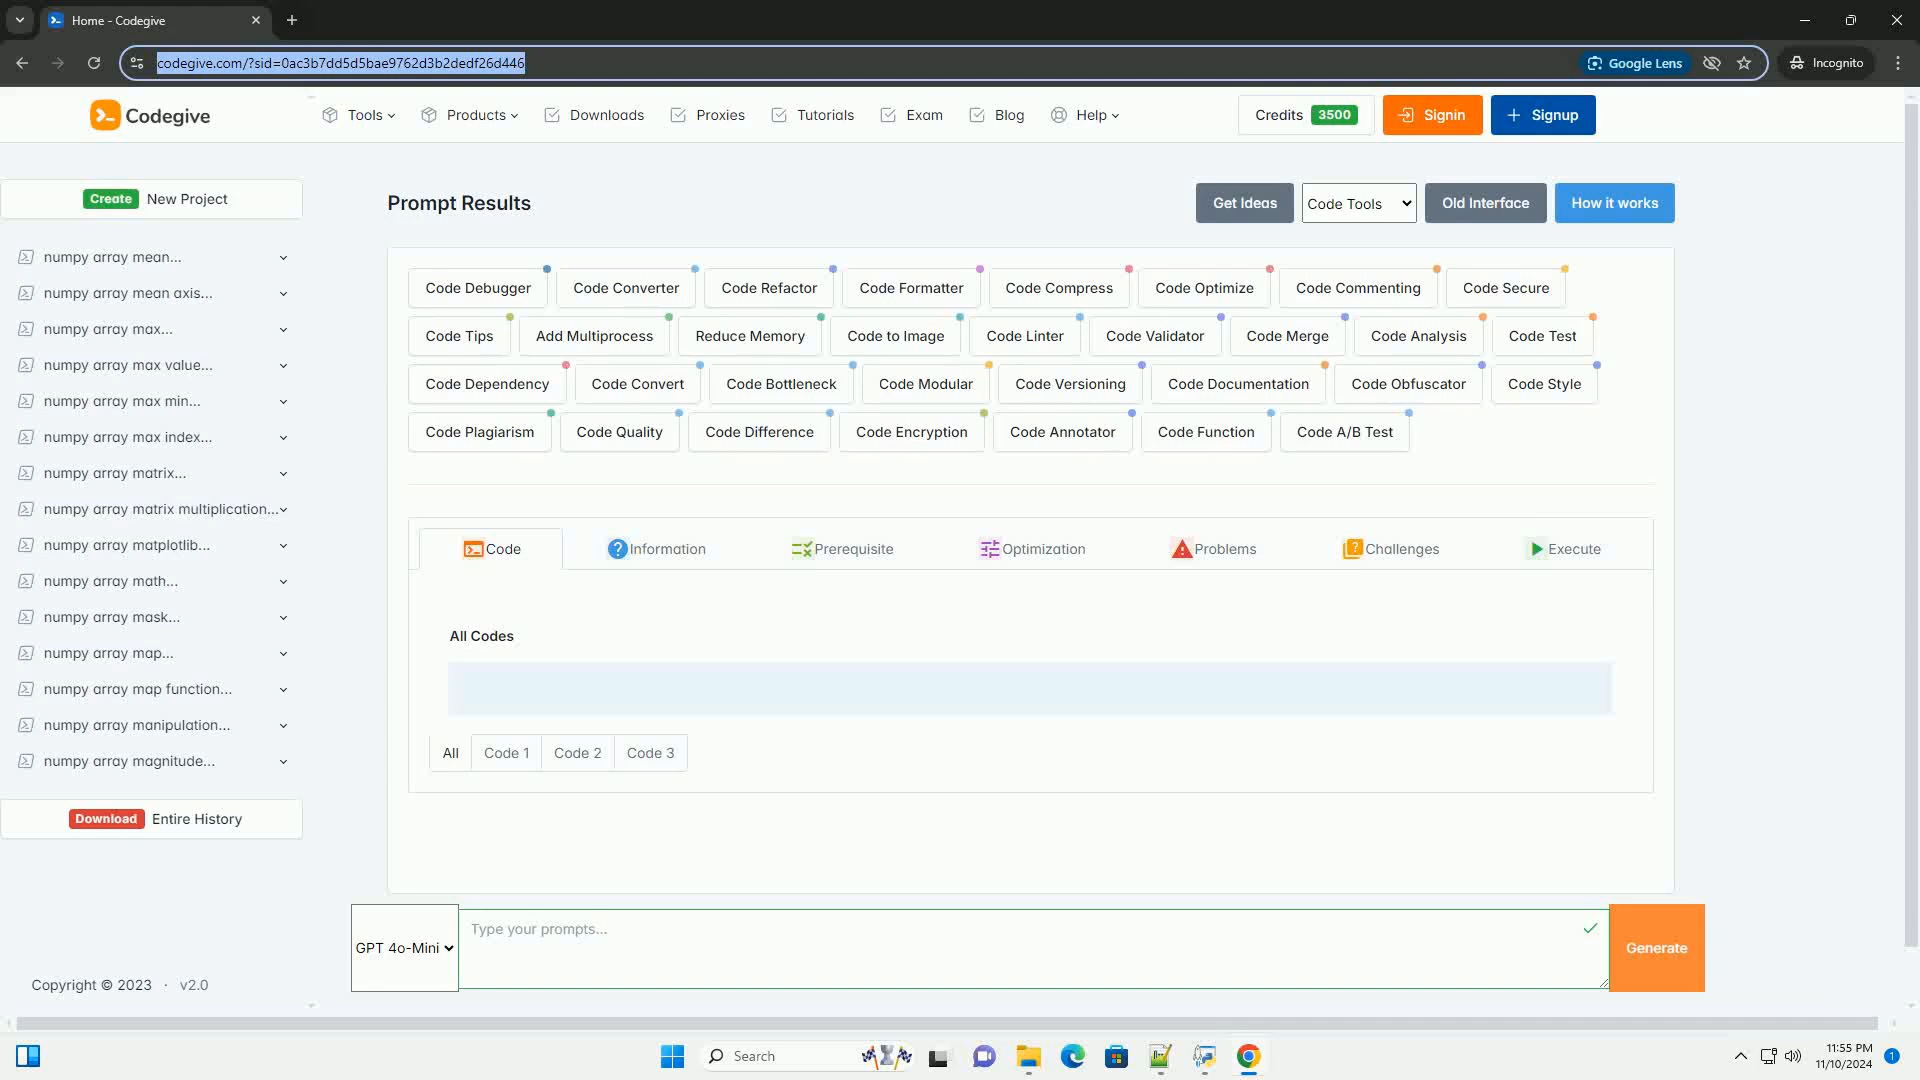 Home - Codegive
codegive.com/?sid=0ac3b7dd5d5bae9762d3b2dedf26d446
Google Lens
Incognito
Codegive
Tools
Products
Downloads
Proxies
Tutorials
Exam
Blog
Help
Credits 3500
Signin
Signup
Create New Project
numpy array mean...
numpy array mean axis...
numpy array max...
numpy array max value...
numpy array max min...
numpy array max index...
numpy array matrix...
numpy array matrix multiplication...
numpy array matplotlib...
numpy array math...
numpy array mask...
numpy array map...
numpy array map function...
numpy array manipulation...
numpy array magnitude...
Download Entire History
Copyright © 2023 · v2.0
Prompt Results
Get Ideas
Code Tools
Old Interface
How it works
Code Debugger
Code Converter
Code Refactor
Code Formatter
Code Compress
Code Optimize
Code Commenting
Code Secure
Code Tips
Add Multiprocess
Reduce Memory
Code to Image
Code Linter
Code Validator
Code Merge
Code Analysis
Code Test
Code Dependency
Code Convert
Code Bottleneck
Code Modular
Code Versioning
Code Documentation
Code Obfuscator
Code Style
Code Plagiarism
Code Quality
Code Difference
Code Encryption
Code Annotator
Code Function
Code A/B Test
Code
Information
Prerequisite
Optimization
Problems
Challenges
Execute
All Codes
All
Code 1
Code 2
Code 3
GPT 4o-Mini
Type your prompts...
Generate
Search
11:55 PM
11/10/2024
1